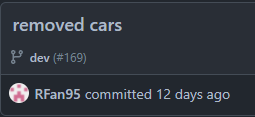 removed cars
dev (#169)
RFan95 committed 12 days ago